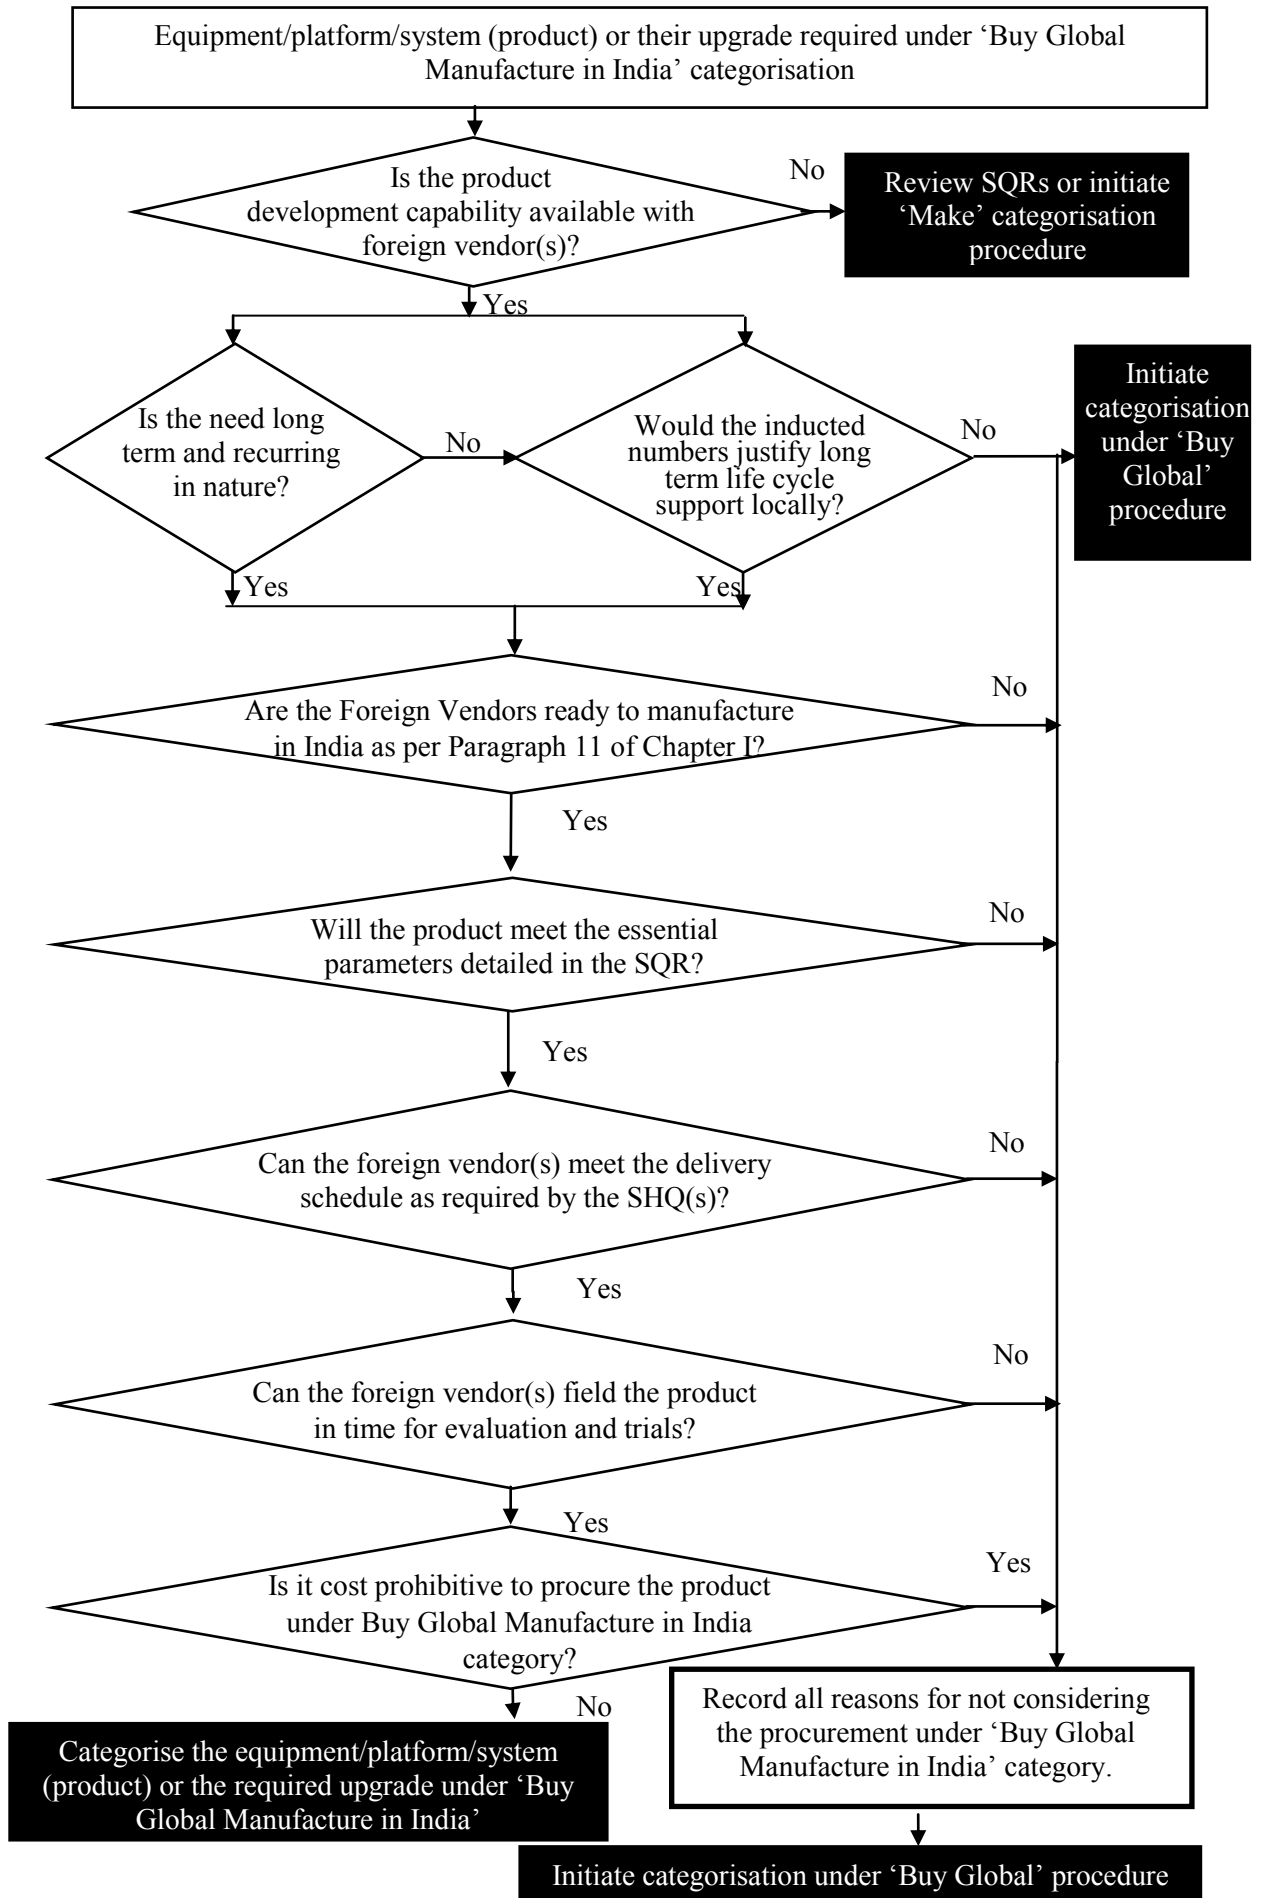 Equipment/platform/system (product) or their upgrade required under ‘Buy Global
Manufacture in India’ categorisation
Is the product
development capability available with
foreign vendor(s)?
No
Review SQRs or initiate
‘Make’ categorisation
procedure
Yes
Is the need long
term and recurring
in nature?
No
Would the inducted
numbers justify long
term life cycle
support locally?
No
Initiate
categorisation
under ‘Buy
Global’
procedure
Yes
Yes
Are the Foreign Vendors ready to manufacture
in India as per Paragraph 11 of Chapter I?
No
Yes
Will the product meet the essential
parameters detailed in the SQR?
No
Yes
Can the foreign vendor(s) meet the delivery
schedule as required by the SHQ(s)?
No
Yes
Can the foreign vendor(s) field the product
in time for evaluation and trials?
No
Yes
Is it cost prohibitive to procure the product
under Buy Global Manufacture in India
category?
Yes
No
Categorise the equipment/platform/system
(product) or the required upgrade under ‘Buy
Global Manufacture in India’
Record all reasons for not considering
the procurement under ‘Buy Global
Manufacture in India’ category.
Initiate categorisation under ‘Buy Global’ procedure